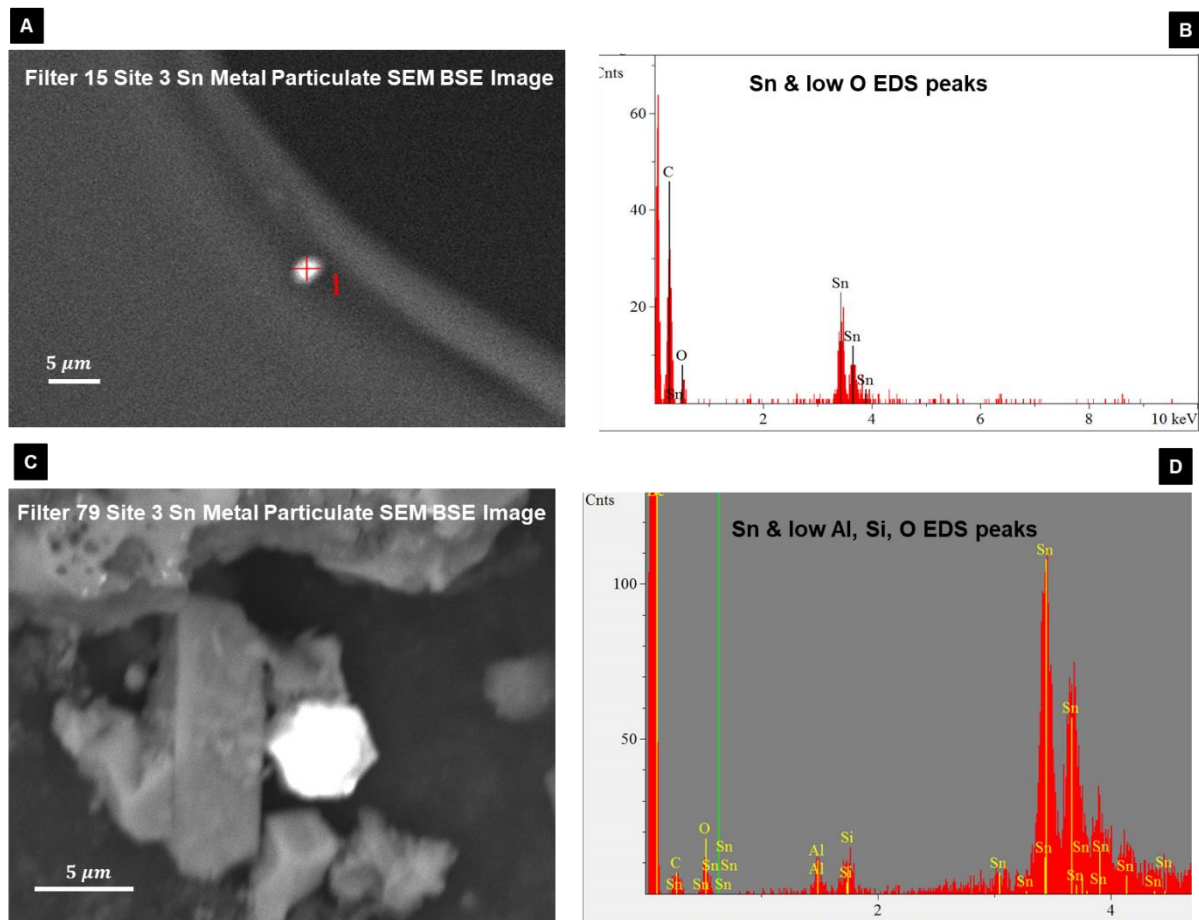 A
Filter 15 Site 3 Sn Metal Particulate SEM BSE Image
1
5 μm
B
Cnts
Sn & low O EDS peaks
60
40
20
C
O
Sn
Sn
Sn
Sn
2
4
6
8
10 keV
C
Filter 79 Site 3 Sn Metal Particulate SEM BSE Image
5 μm
D
Cnts
Sn & low Al, Si, O EDS peaks
100
50
Sn
Sn
O
Sn
Sn Sn
C
Sn
Sn
Sn
Al
Al
Si
Si
Sn
Sn
Sn
Sn
Sn
Sn
Sn
Sn
Sn
2
4